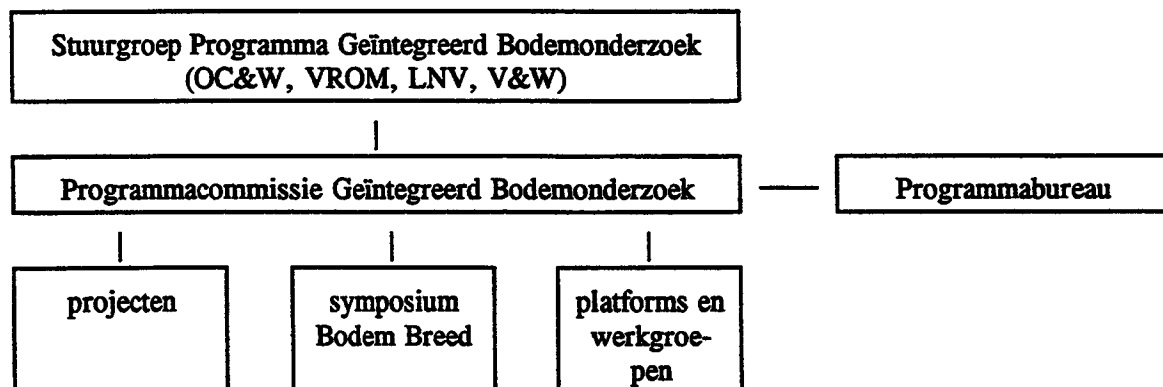 Stuurgroep Programma Geïntegreerd Bodemonderzoek
(OC&W, VROM, LNV, V&W)
Programmacommissie Geïntegreerd Bodemonderzoek
Programmabureau
projecten
symposium
Bodem Breed
platforms en
werkgroe-
pen